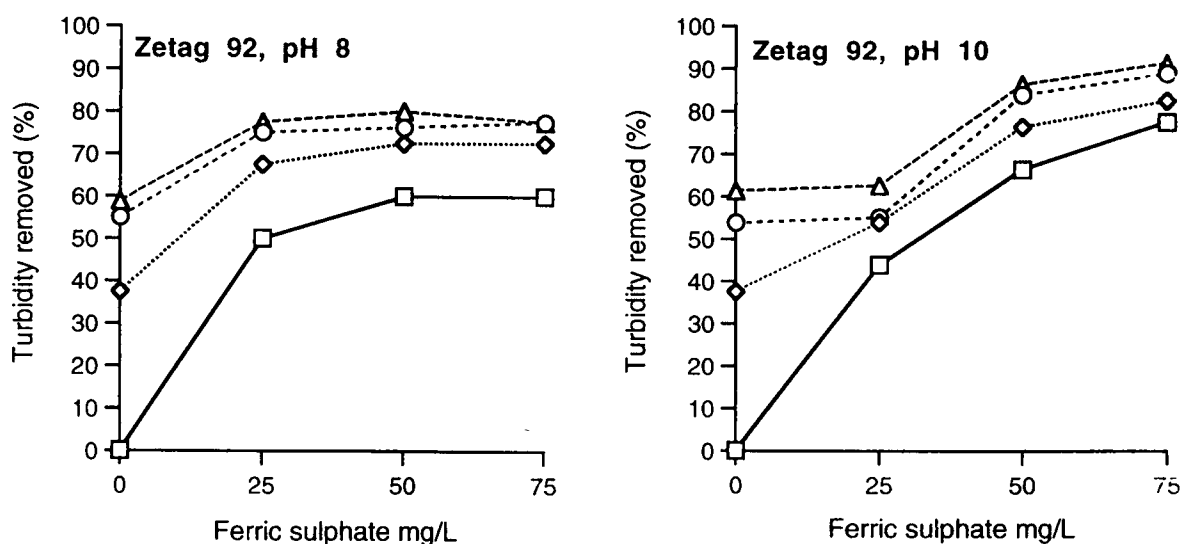 Zetag 92, pH 8
Turbidity removed (%)
100
90
80
70
60
50
40
30
20
10
0
0 25 50 75
Ferric sulphate mg/L
Zetag 92, pH 10
Turbidity removed (%)
100
90
80
70
60
50
40
30
20
10
0
0 25 50 75
Ferric sulphate mg/L